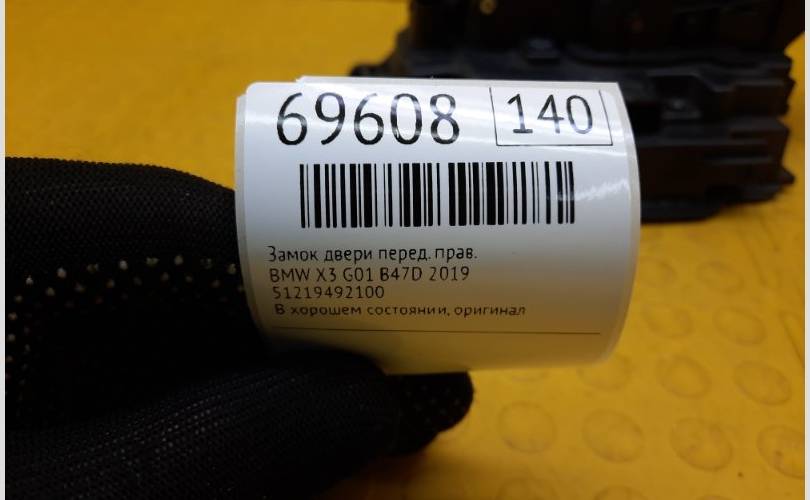 69608 140
Замок двери перед. прав.
BMW X3 G01 B47D 2019
51219492100
В хорошем состоянии, оригинал